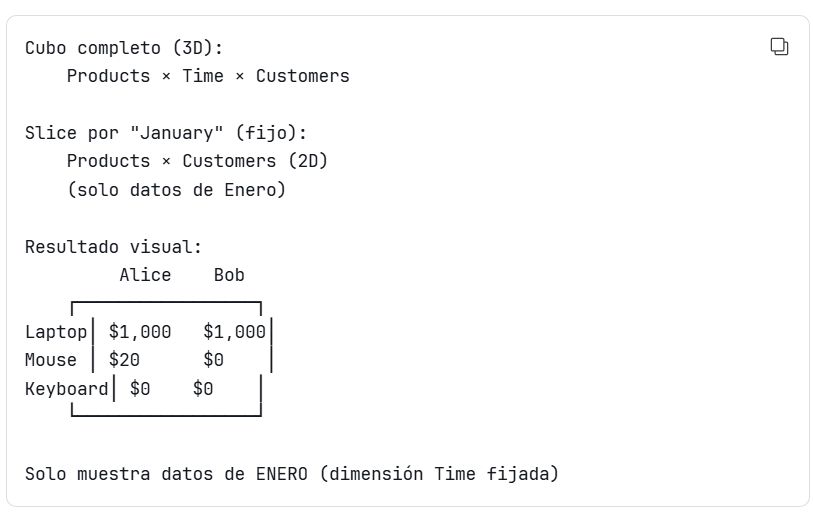 Cubo completo (3D):
    Products × Time × Customers

Slice por "January" (fijo):
    Products × Customers (2D)
    (solo datos de Enero)

Resultado visual:
         Alice    Bob
    ┌─────────────────┐
Laptop│ $1,000   $1,000│
Mouse │ $20      $0    │
Keyboard│ $0    $0    │
    └─────────────────┘

Solo muestra datos de ENERO (dimensión Time fijada)